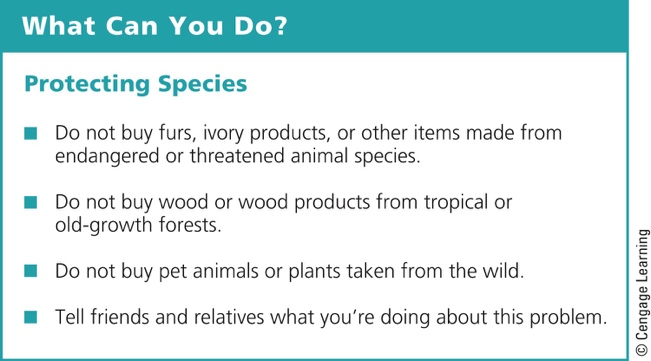 What Can You Do?
Protecting Species
■ Do not buy furs, ivory products, or other items made from
endangered or threatened animal species.
■ Do not buy wood or wood products from tropical or
old-growth forests.
■ Do not buy pet animals or plants taken from the wild.
■ Tell friends and relatives what you’re doing about this problem.
© Cengage Learning